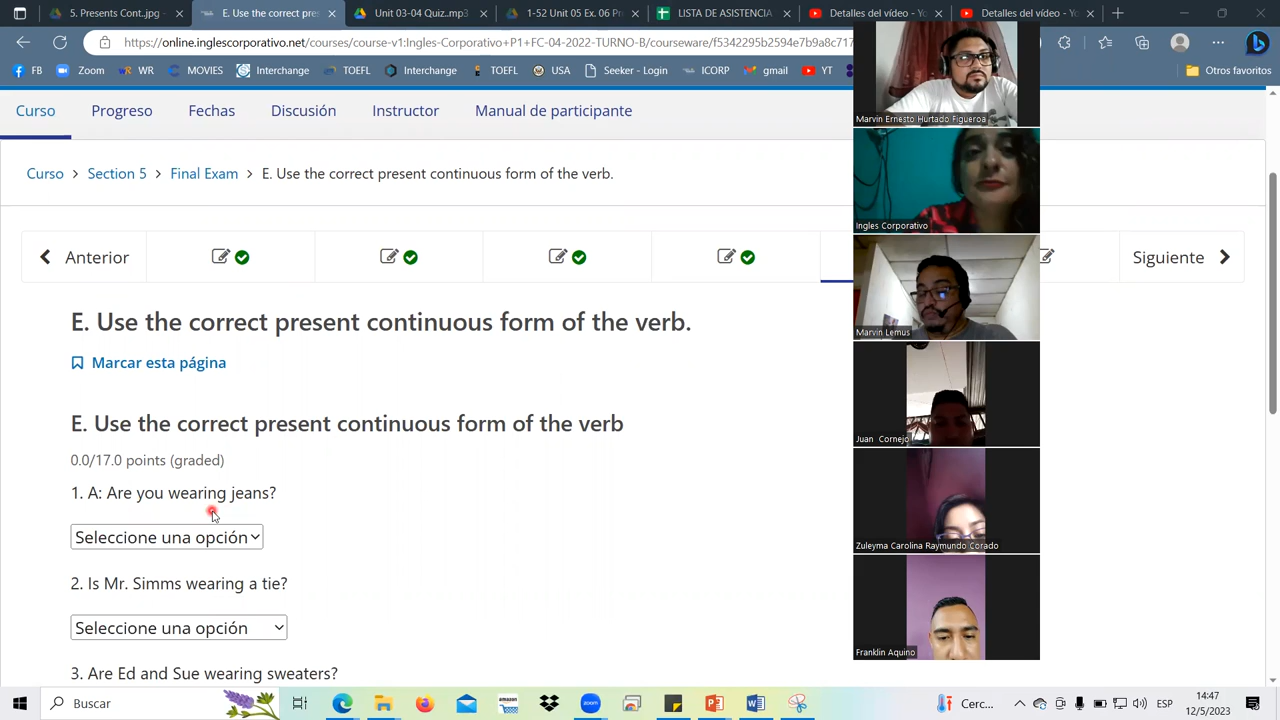 5. Presents Cont.jpg
E. Use the correct pres
Unit 03-04 Quiz.mp3
1-52 Unit 05 Ex 06 Pa
LISTA DE ASISTENCIA
Detalles del vídeo - Yo
Detalles del vídeo - Yo
https://online.inglescorporativo.net/courses/course-v1:Ingles-Corporativo+P1+FC-04-2022-TURNO-B/courseware/f5342295b2594e7b9a8c717
FB
Zoom
WR
MOVIES
Interchange
TOEFL
Interchange
TOEFL
ELSA
Seeker - Login
ICORP
gmail
YT
Otros favoritos
Curso
Progreso
Fechas
Discusión
Instructor
Manual de participante
Curso > Section 5 > Final Exam > E. Use the correct present continuous form of the verb.
Anterior
Siguiente
E. Use the correct present continuous form of the verb.
Marcar esta página
E. Use the correct present continuous form of the verb
0.0/17.0 points (graded)
1. A: Are you wearing jeans?
Seleccione una opción
2. Is Mr. Simms wearing a tie?
Seleccione una opción
3. Are Ed and Sue wearing sweaters?
Marvin Ernesto Hurtado Figueroa
Ingles Corporativo
Marvin Lemus
Juan Cornejo
Zuleyma Carolina Raymundo Corado
Franklin Aquino
Buscar
amazon
zoom
Cerc...
ESP
14:47
12/5/2023